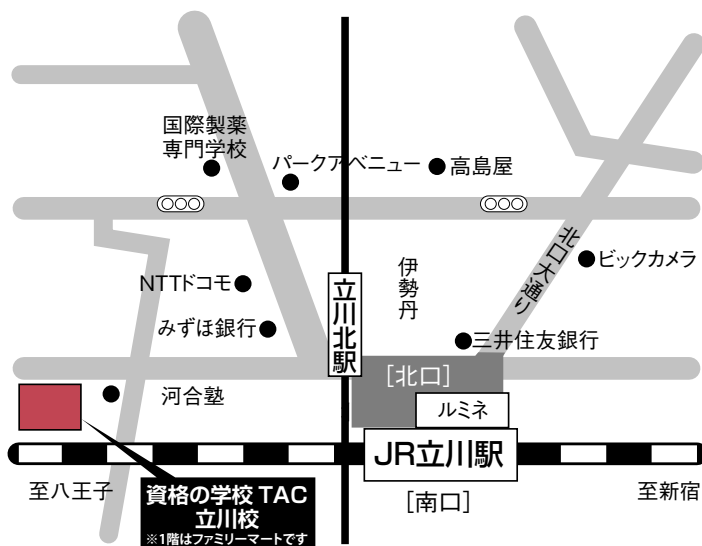 国際製薬
専門学校
パークアベニュー
高島屋
北口大通り
ビックカメラ
NTTドコモ
伊勢丹
立川北駅
みずほ銀行
三井住友銀行
[北口]
河合塾
ルミネ
JR立川駅
至八王子
資格の学校 TAC
立川校
※1階はファミリーマートです
[南口]
至新宿